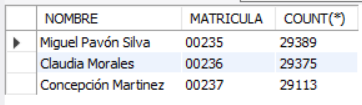 NOMBRE MATRICULA COUNT(*)
Miguel Pavón Silva 00235 29389
Claudia Morales 00236 29375
Concepción Martinez 00237 29113